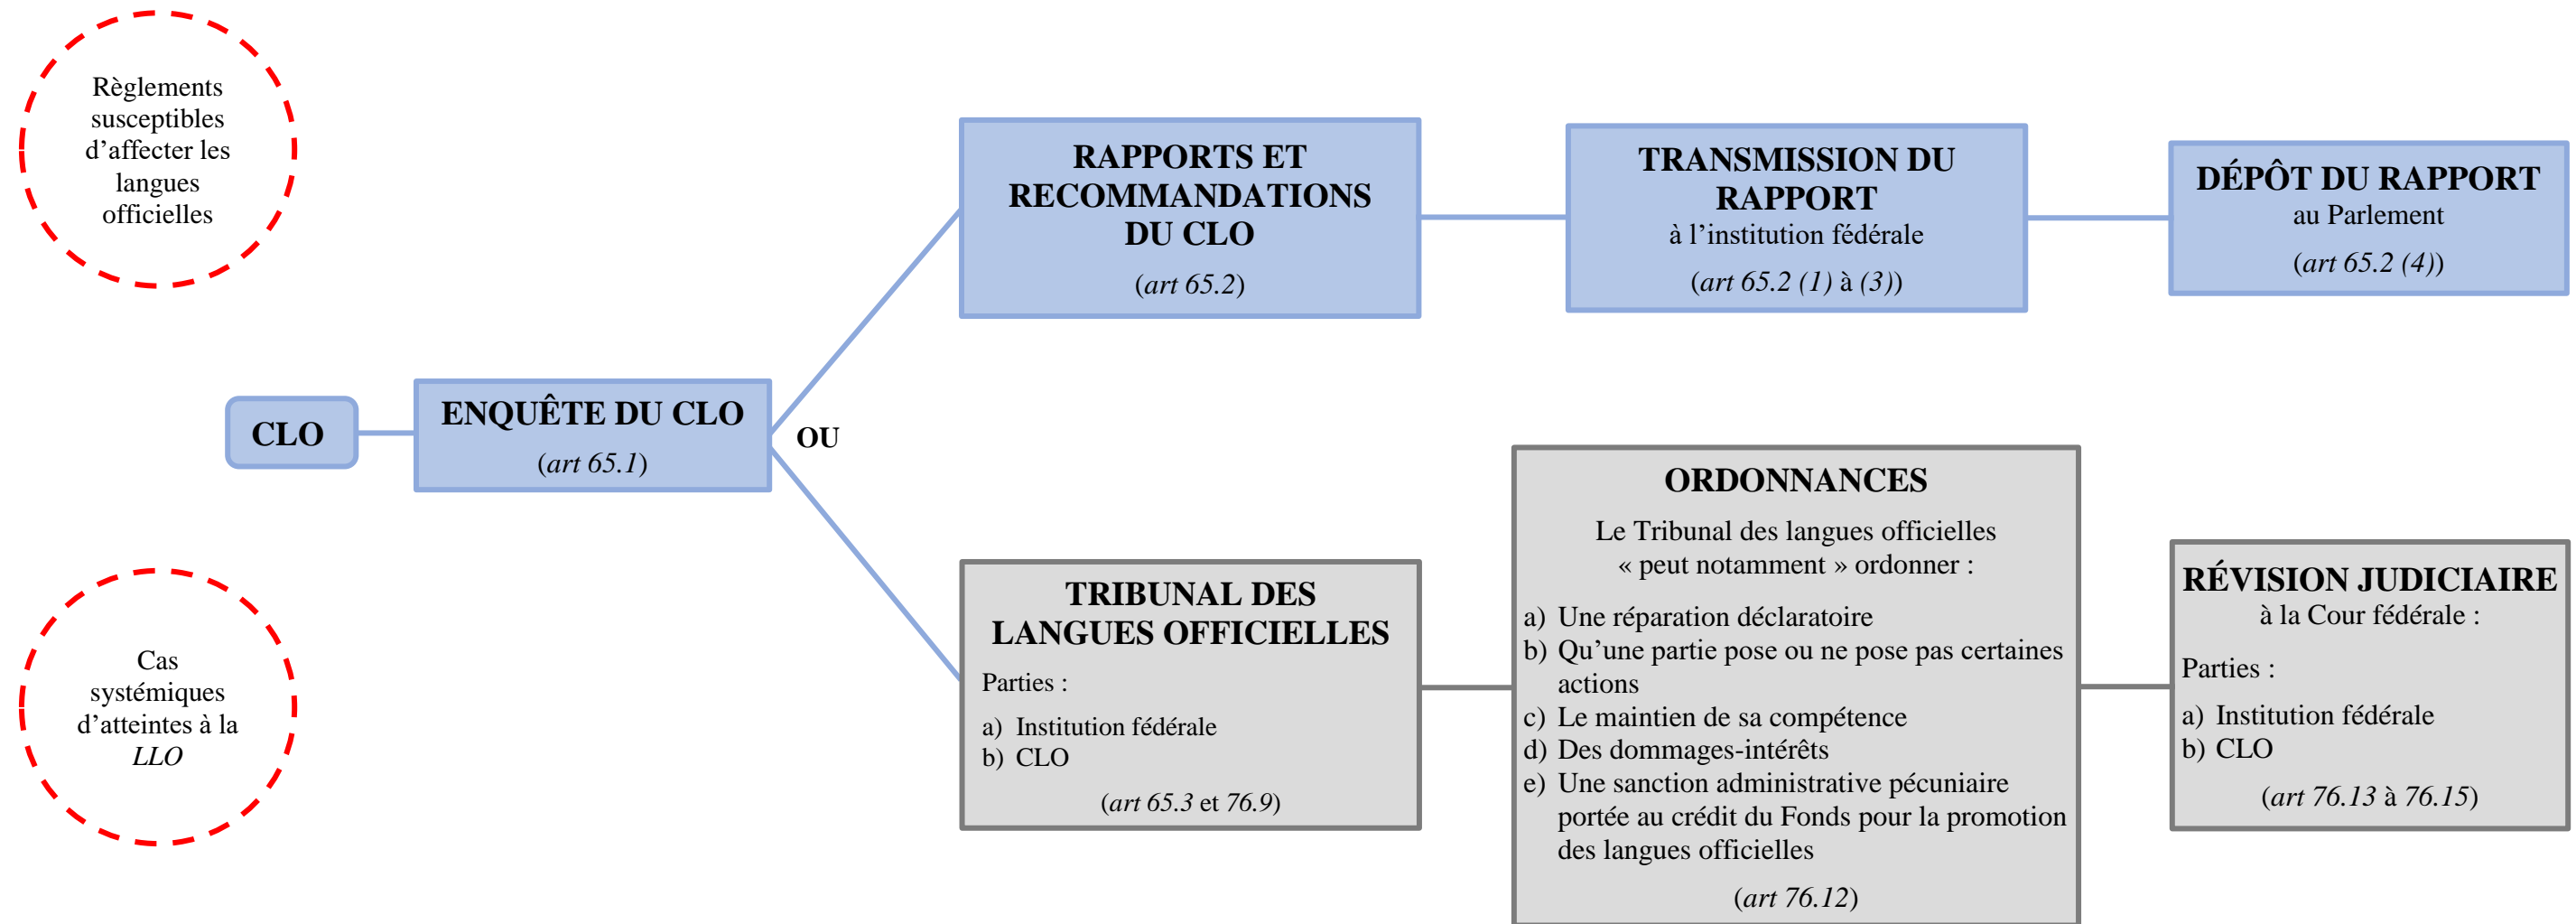 Règlements
susceptibles
d’affecter les
langues
officielles
Cas
systémiques
d’atteintes à la
LLO
CLO
ENQUÊTE DU CLO
(art 65.1)
OU
RAPPORTS ET
RECOMMANDATIONS
DU CLO
(art 65.2)
TRANSMISSION DU
RAPPORT
à l’institution fédérale
(art 65.2 (1) à (3))
DÉPÔT DU RAPPORT
au Parlement
(art 65.2 (4))
TRIBUNAL DES
LANGUES OFFICIELLES
Parties :
a) Institution fédérale
b) CLO
(art 65.3 et 76.9)
ORDONNANCES
Le Tribunal des langues officielles
« peut notamment » ordonner :
a) Une réparation déclaratoire
b) Qu’une partie pose ou ne pose pas certaines
actions
c) Le maintien de sa compétence
d) Des dommages-intérêts
e) Une sanction administrative pécuniaire
portée au crédit du Fonds pour la promotion
des langues officielles
(art 76.12)
RÉVISION JUDICIAIRE
à la Cour fédérale :
Parties :
a) Institution fédérale
b) CLO
(art 76.13 à 76.15)